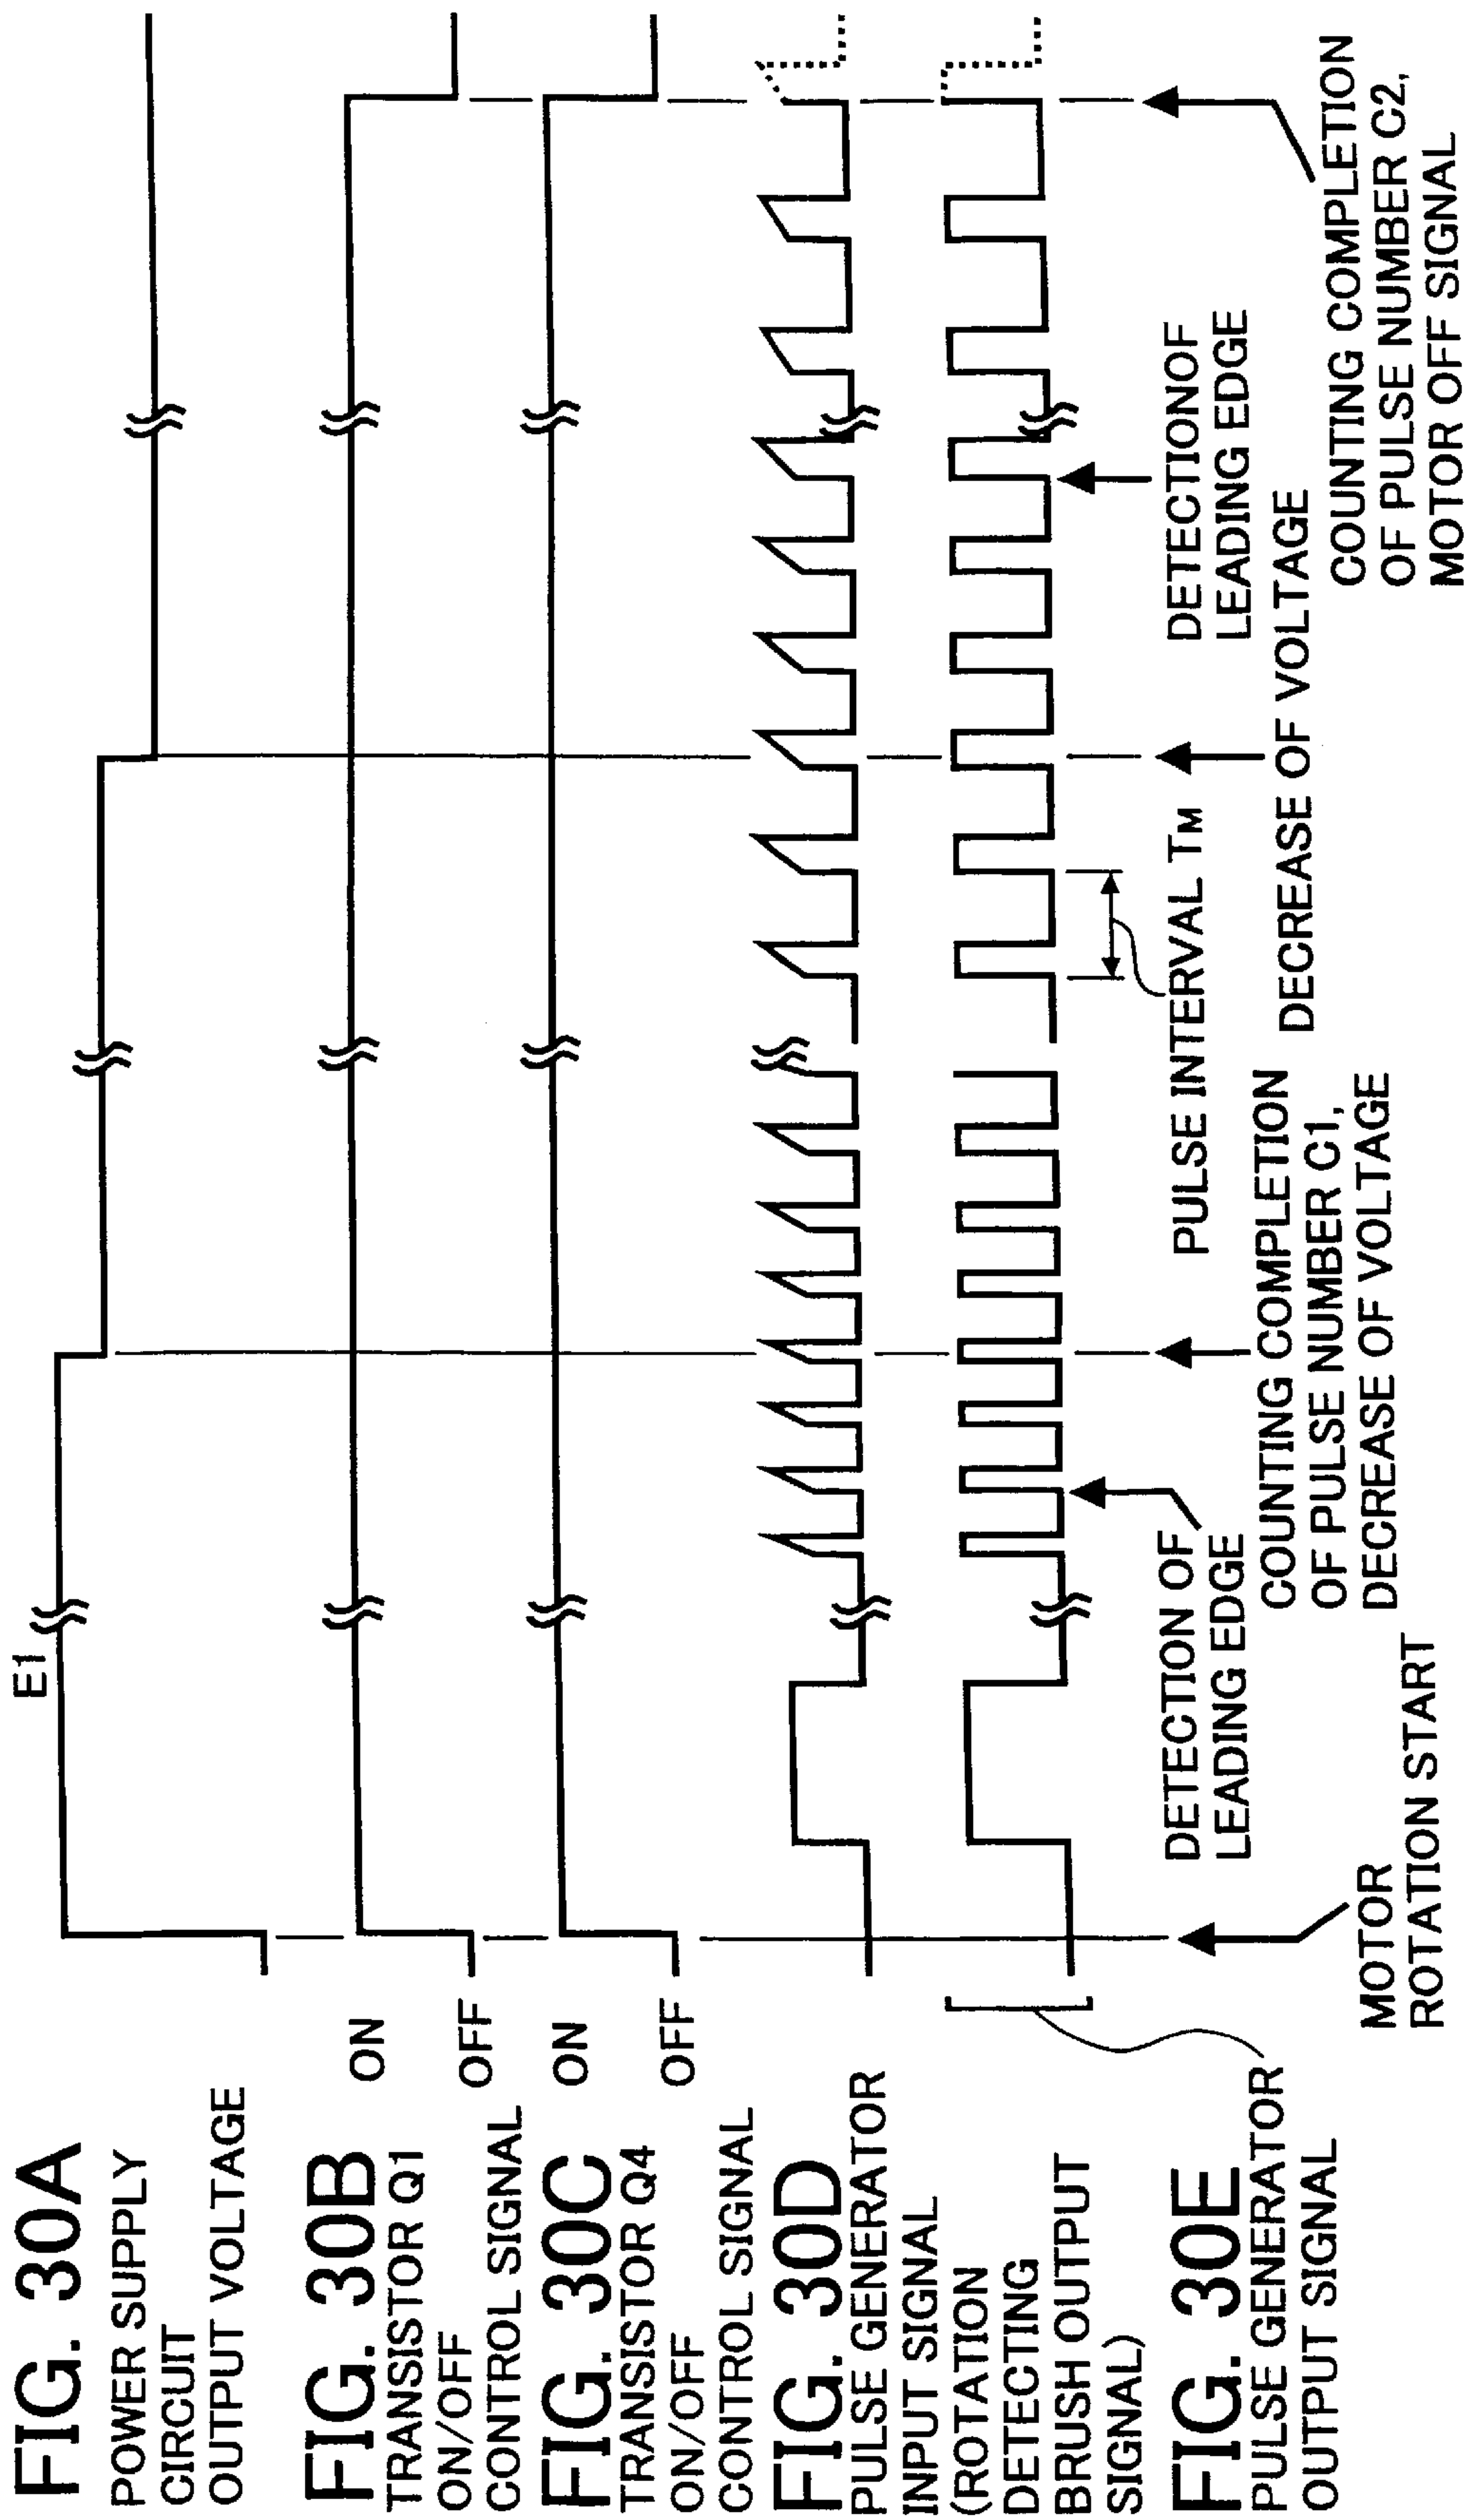 FIG. 30A
POWER SUPPLY
CIRCUIT
OUTPUT VOLTAGE
E1
FIG. 30B
TRANSISTOR Q1
ON/OFF
CONTROL SIGNAL
ON
OFF
FIG. 30C
TRANSISTOR Q4
ON/OFF
CONTROL SIGNAL
ON
OFF
FIG. 30D
PULSE GENERATOR
INPUT SIGNAL
(ROTATION
DETECTING
BRUSH OUTPUT
SIGNAL)
FIG. 30E
PULSE GENERATOR
OUTPUT SIGNAL
MOTOR
ROTATION START
DETECTION OF
LEADING EDGE
COUNTING COMPLETION
OF PULSE NUMBER C1,
DECREASE OF VOLTAGE
PULSE INTERVAL TM
DECREASE OF VOLTAGE
DETECTIONOF
LEADING EDGE
COUNTING COMPLETION
OF PULSE NUMBER C2,
MOTOR OFF SIGNAL